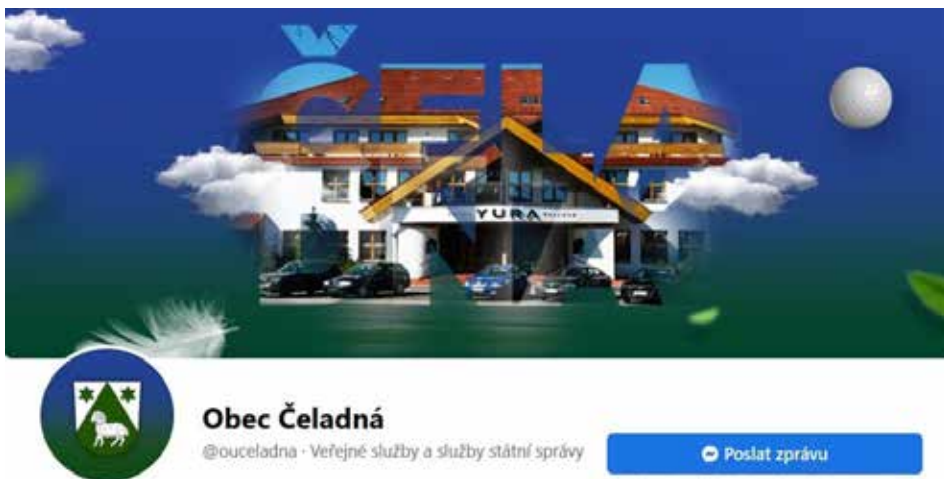 ČELA
YURA
Obec Čeladná
@ouceladna · Veřejné služby a služby státní správy
Poslat zprávu